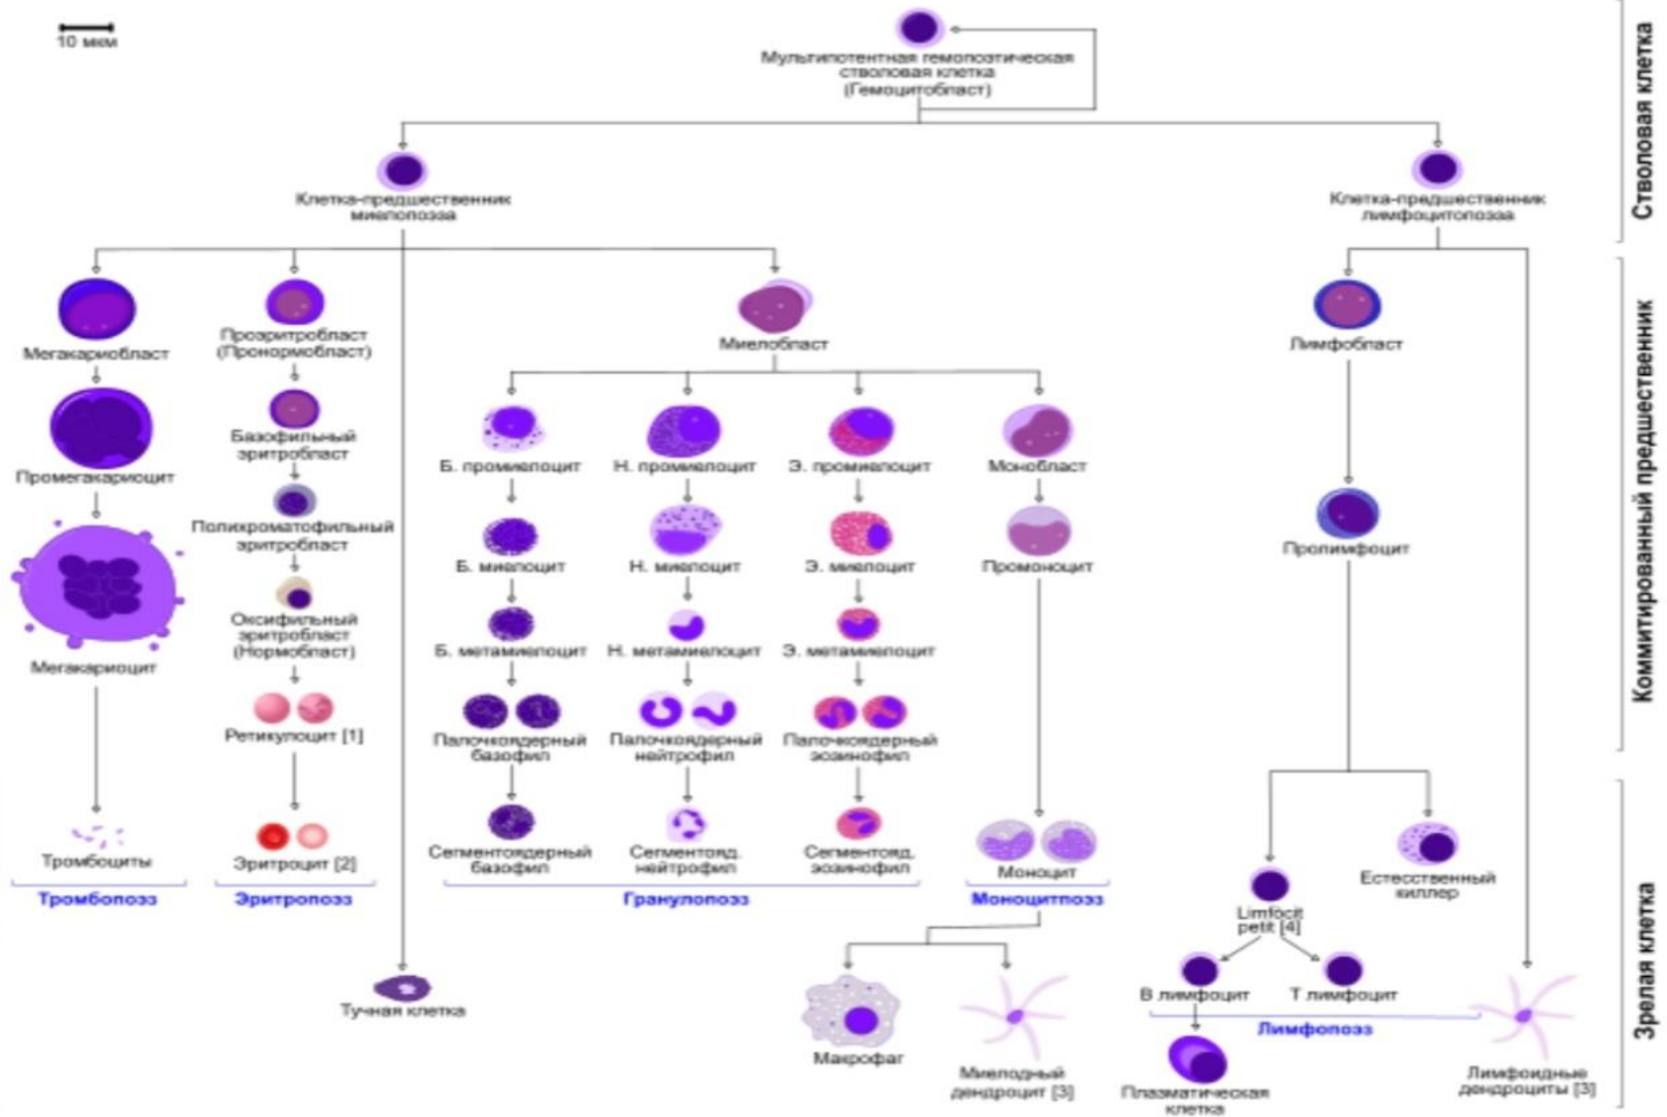 10 мкм
Мультипотентная гемопоэтическая
стволовая клетка
(Гемоцитобласт)
Стволовая клетка
Клетка-предшественник
миелопоэза
Клетка-предшественник
лимфоцитопоэза
Мегакариобласт
Проэритробласт
(Пронормобласт)
Миелобласт
Лимфобласт
Коммитированный предшественник
Промегакариоцит
Базофильный
эритробласт
Б. промиелоцит
Н. промиелоцит
Э. промиелоцит
Монобласт
Полихроматофильный
эритробласт
Б. миелоцит
Н. миелоцит
Э. миелоцит
Промоноцит
Пролимфоцит
Мегакариоцит
Оксифильный
эритробласт
(Нормобласт)
Б. метамиелоцит
Н. метамиелоцит
Э. метамиелоцит
Ретикулоцит [1]
Палочкоядерный
базофил
Палочкоядерный
нейтрофил
Палочкоядерный
эозинофил
Тромбоциты
Эритроцит [2]
Сегментоядерный
базофил
Сегментояд.
нейтрофил
Сегментояд.
эозинофил
Моноцит
Естесственный
киллер
Тромбопоэз
Эритропоэз
Гранулопоэз
Моноцитпоэз
Limfocit
petit [4]
Зрелая клетка
Тучная клетка
В лимфоцит
Т лимфоцит
Лимфопоэз
Макрофаг
Миелодный
дендроцит [3]
Плазматическая
клетка
Лимфоидные
дендроциты [3]